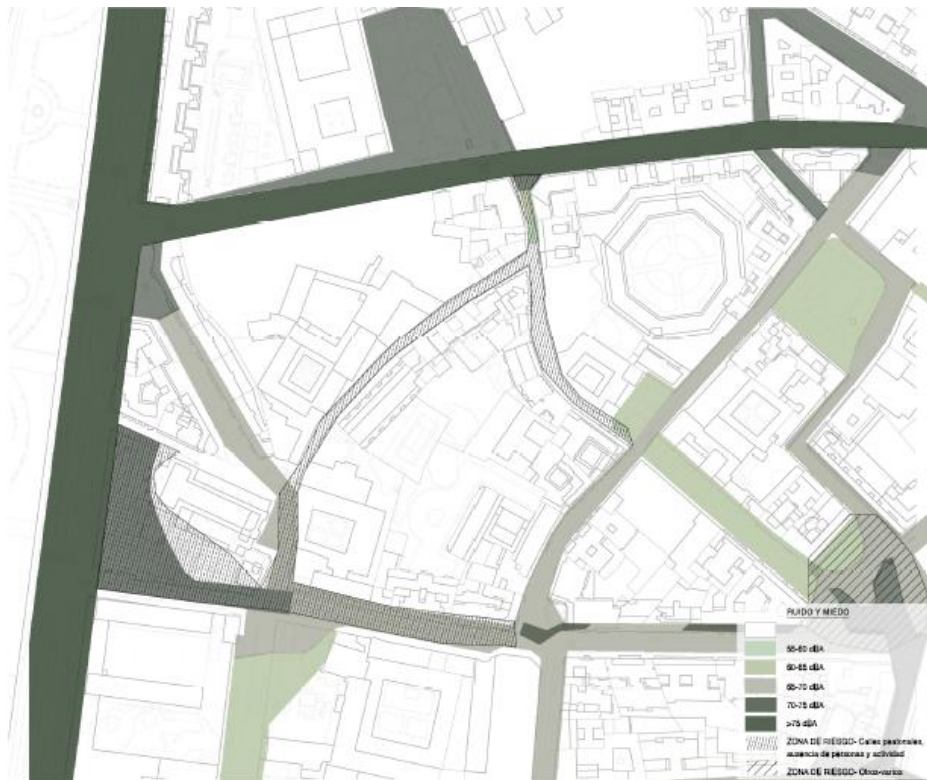 RUIDO Y MIEDO
55-60 dBA
60-65 dBA
65-70 dBA
70-75 dBA
>75 dBA
ZONA DE RIESGO- Calles peatonales,
ausencia de personas y actividad
ZONA DE RIESGO- Otros-varios